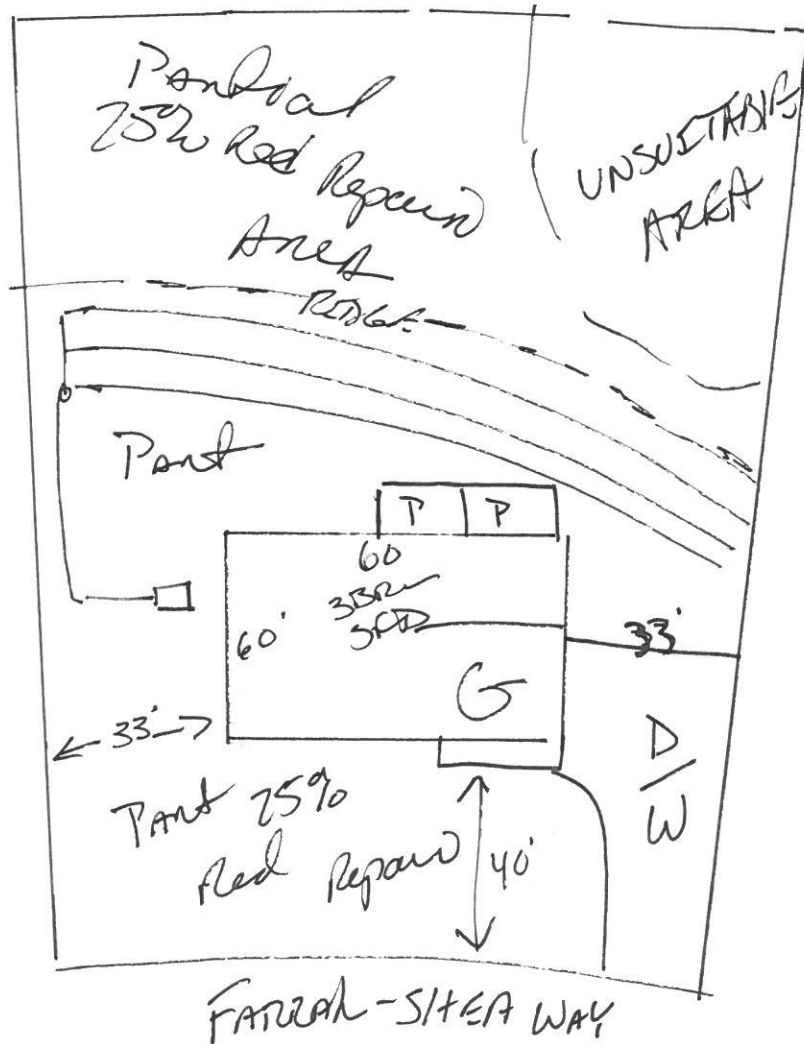 Partial
25% Red Repair
Area
UNSUITABLE
AREA
RIDGE
Part
P P
60
3BR
SFD
60'
33'
G
33'
D/W
Part 25%
Red Repair
40'
FARRAR-SHEA WAY